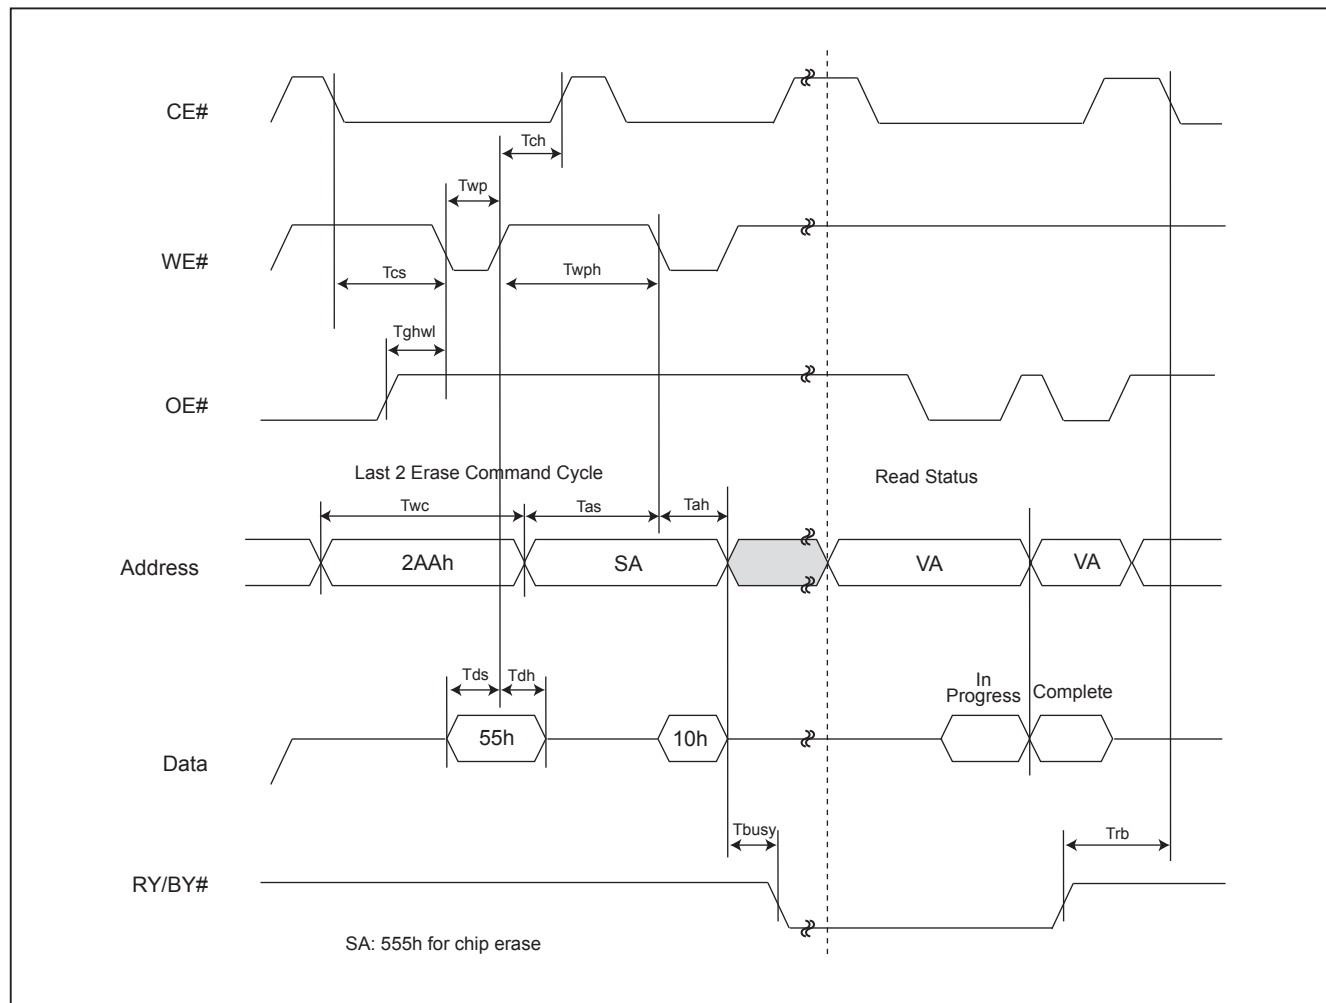 CE#
Tch
Twp
WE#
Tcs
Twph
Tghwl
OE#
Last 2 Erase Command Cycle
Read Status
Twc
Tas
Tah
Address
2AAh
SA
VA
VA
Tds
Tdh
In
Progress
Complete
Data
55h
10h
Tbusy
Trb
RY/BY#
SA: 555h for chip erase